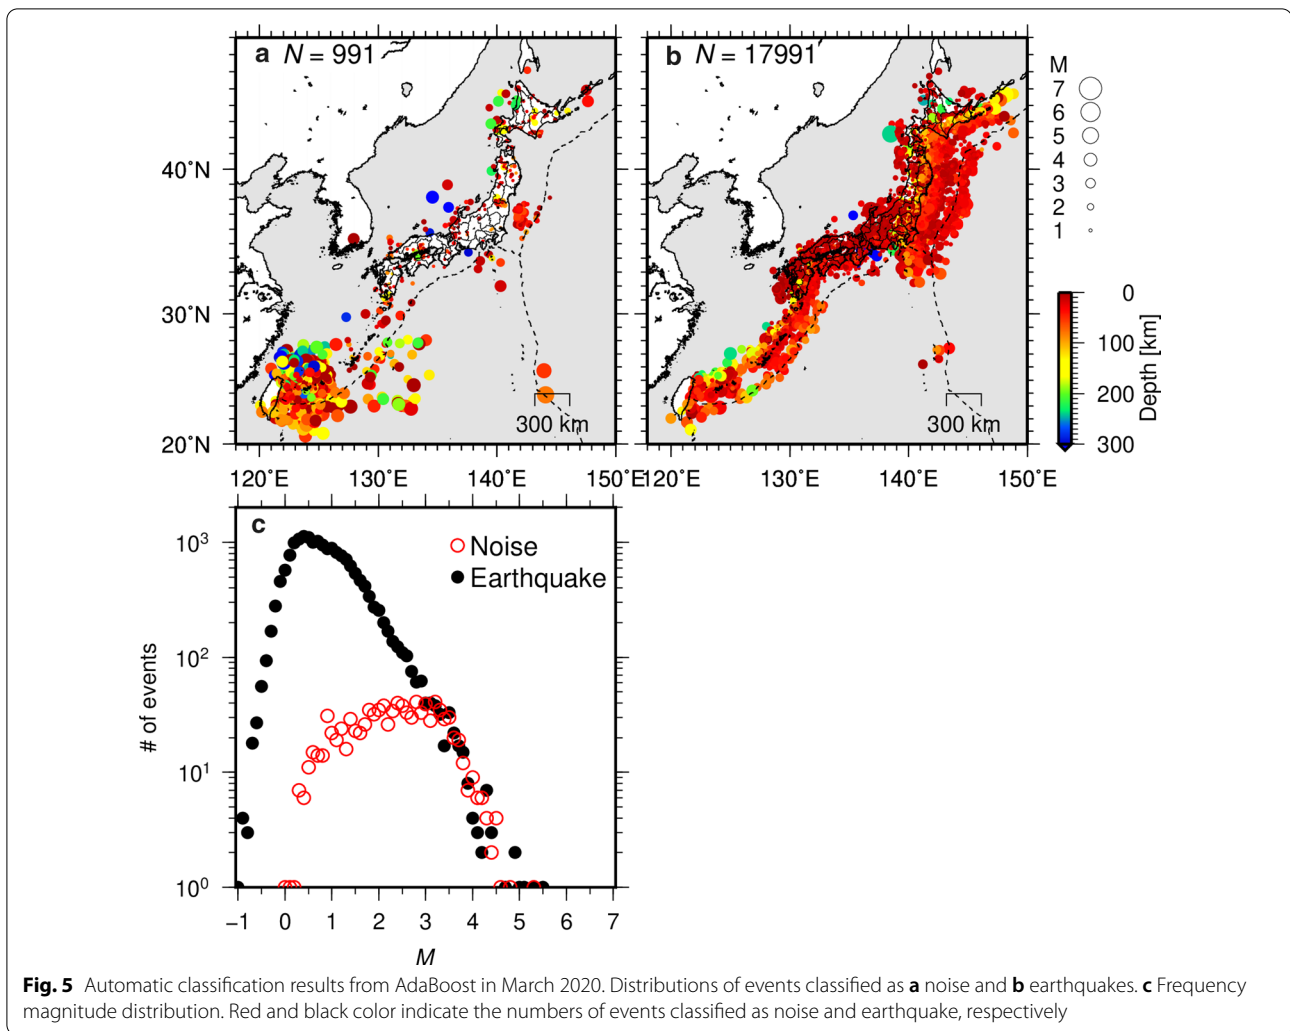 a N = 991
b N = 17991
M
7
6
5
4
3
2
1
40°N
30°N
20°N
300 km
300 km
0
100
200
300
Depth [km]
120°E 130°E 140°E 150°E
120°E 130°E 140°E 150°E
c
Noise
Earthquake
10³
10²
10¹
10⁰
# of events
−1 0 1 2 3 4 5 6 7
M
Fig. 5 Automatic classification results from AdaBoost in March 2020. Distributions of events classified as a noise and b earthquakes. c Frequency
magnitude distribution. Red and black color indicate the numbers of events classified as noise and earthquake, respectively